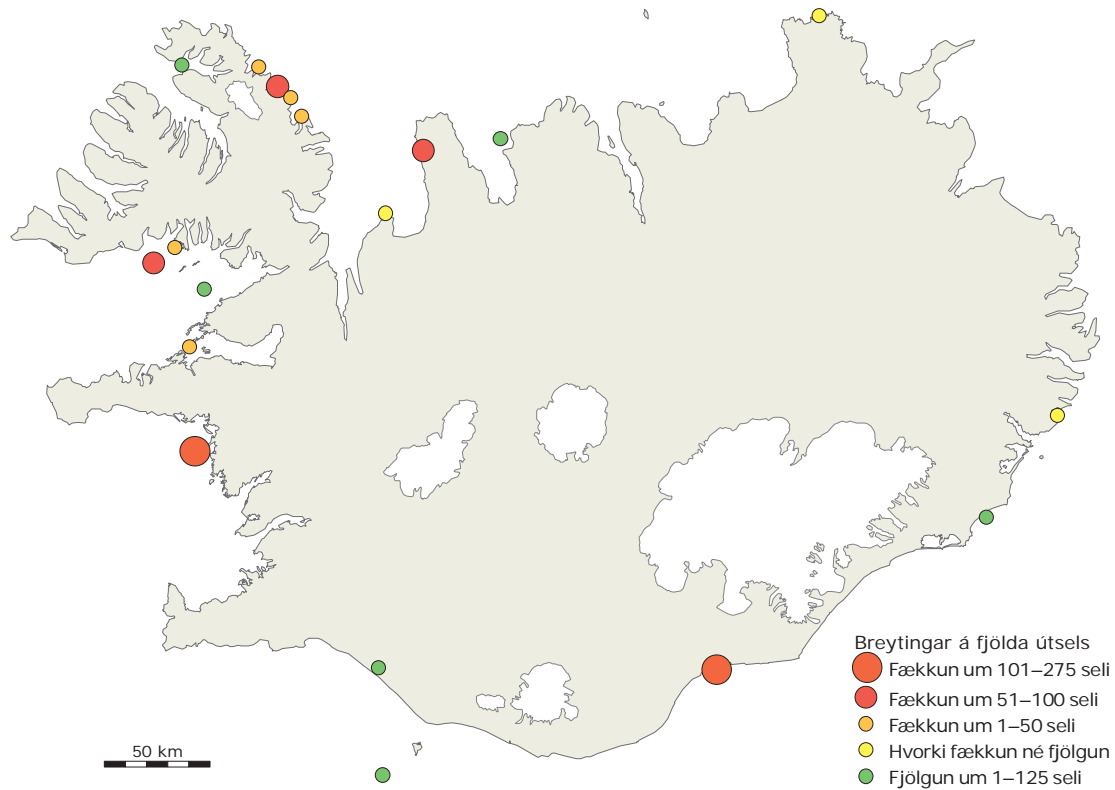 Breytingar á fjölda útsels
Fækkun um 101–275 seli
Fækkun um 51–100 seli
Fækkun um 1–50 seli
Hvorki fækkun né fjölgun
Fjölgun um 1–125 seli
50 km